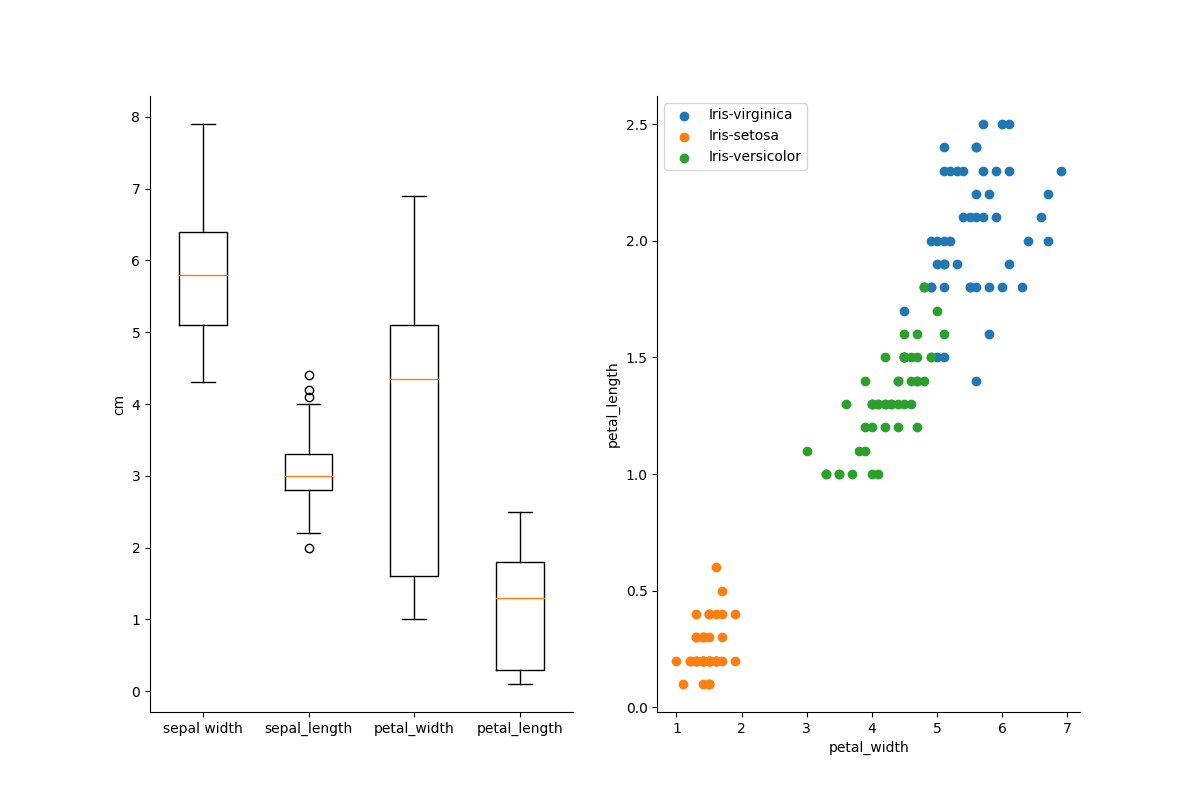 cm
8
7
6
5
4
3
2
1
0
sepal width
sepal_length
petal_width
petal_length
Iris-virginica
Iris-setosa
Iris-versicolor
petal_length
2.5
2.0
1.5
1.0
0.5
0.0
1
2
3
4
5
6
7
petal_width